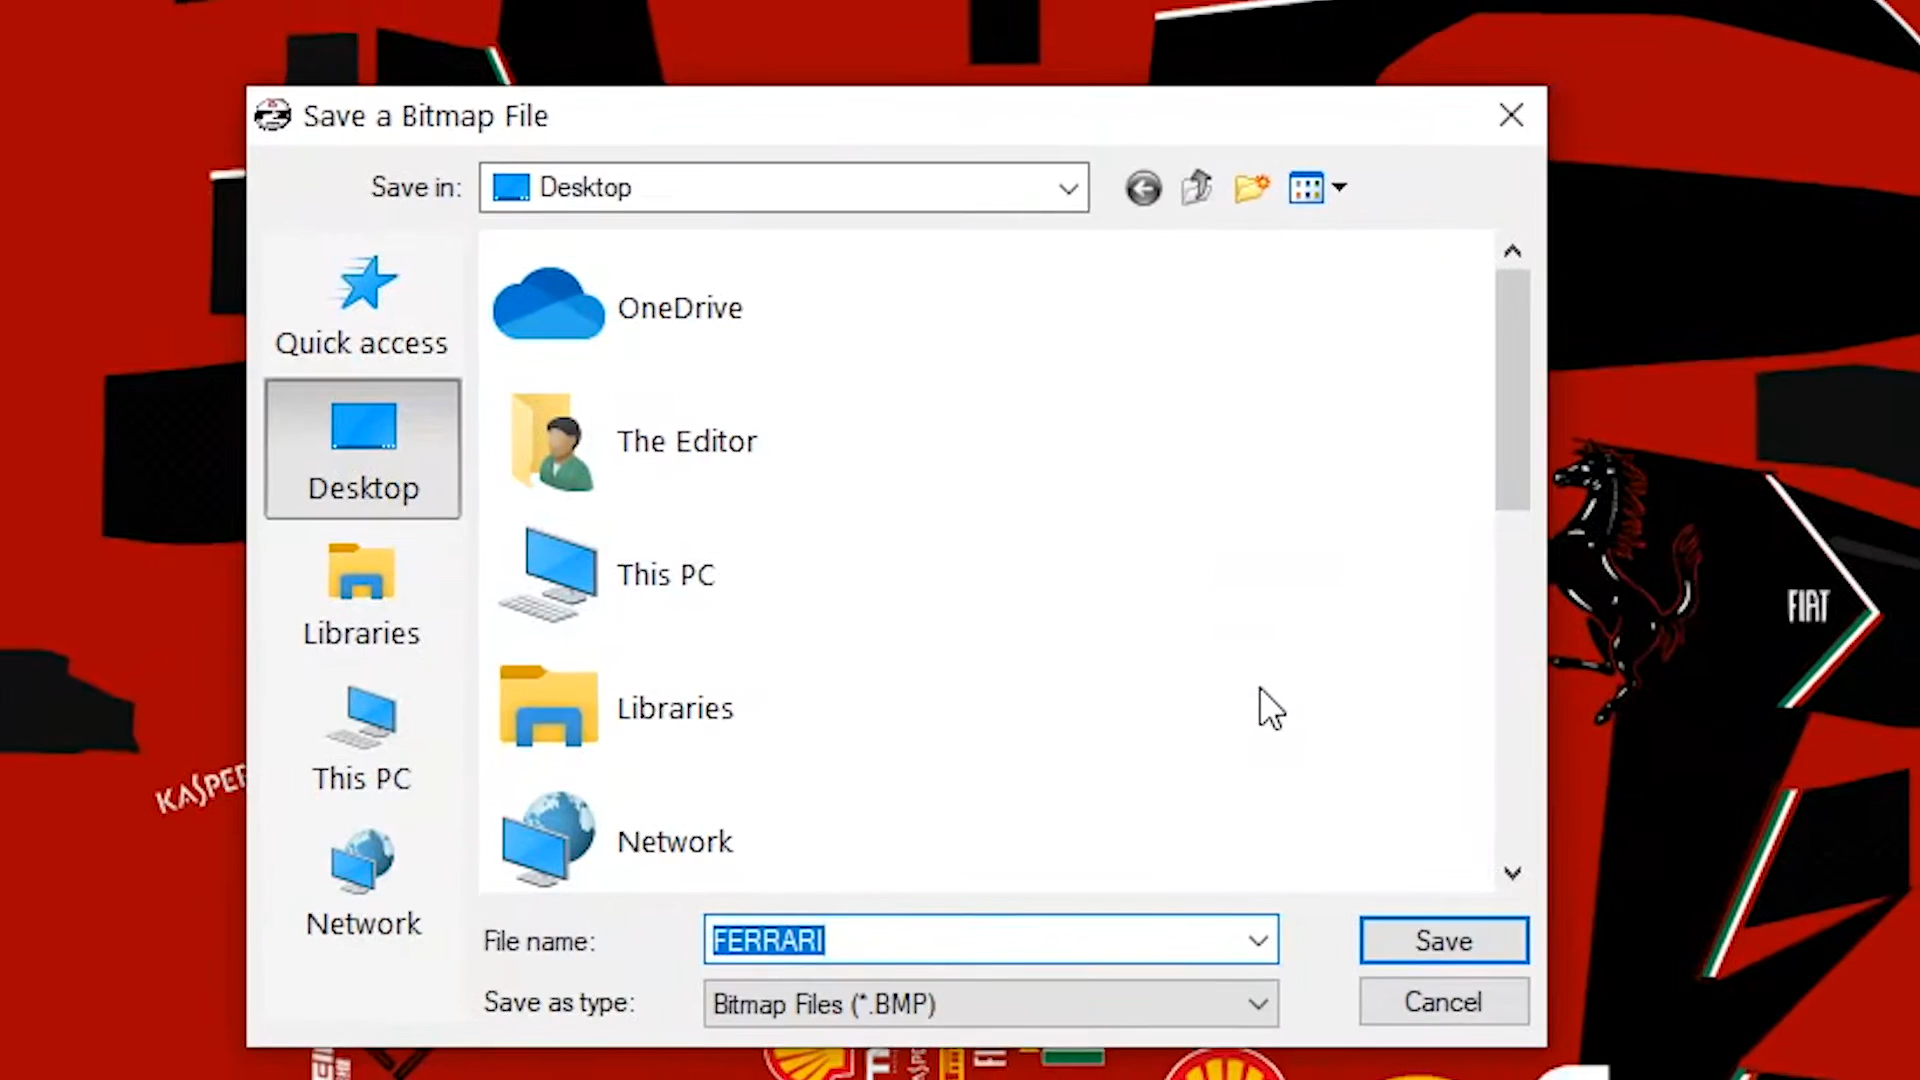 Save a Bitmap File
Save in:
Desktop
Quick access
Desktop
Libraries
This PC
Network
OneDrive
The Editor
This PC
Libraries
Network
File name:
FERRARI
Save
Save as type:
Bitmap Files (*.BMP)
Cancel
FIAT